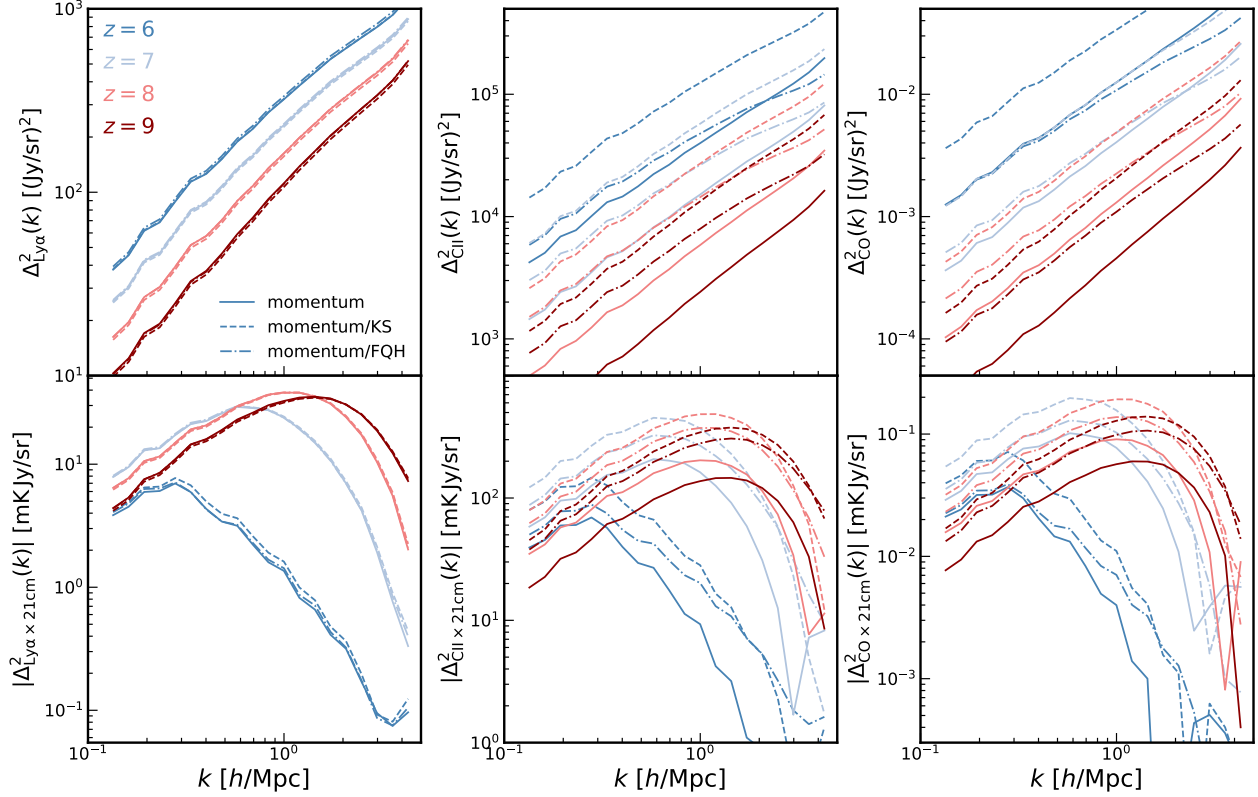 10³
10²
10¹
Δ²_Lyα(k) [(Jy/sr)²]
z = 6
z = 7
z = 8
z = 9
momentum
momentum/KS
momentum/FQH
10⁵
10⁴
10³
Δ²_CII(k) [(Jy/sr)²]
10⁻²
10⁻³
10⁻⁴
Δ²_CO(k) [(Jy/sr)²]
10¹
10⁰
10⁻¹
|Δ²_Lyα × 21cm(k)| [mKJy/sr]
10⁻¹
10⁰
k [h/Mpc]
10²
10¹
10⁰
|Δ²_CII × 21cm(k)| [mKJy/sr]
10⁻¹
10⁰
k [h/Mpc]
10⁻¹
10⁻²
10⁻³
|Δ²_CO × 21cm(k)| [mKJy/sr]
10⁻¹
10⁰
k [h/Mpc]